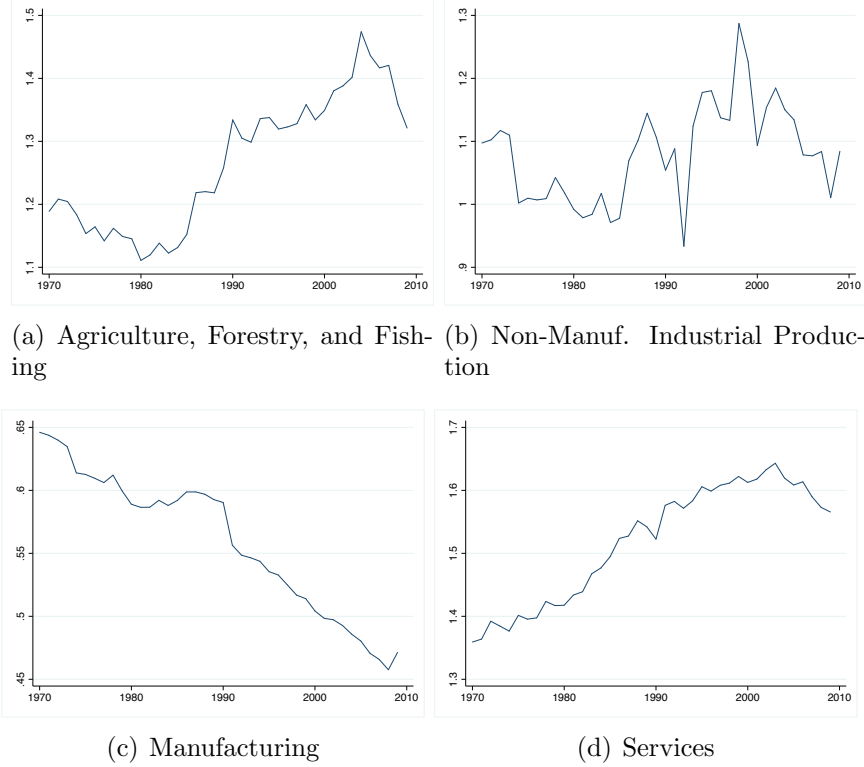 1.5
1.4
1.3
1.2
1.1
1970 1980 1990 2000 2010
1.3
1.2
1.1
1
.9
1970 1980 1990 2000 2010
(a) Agriculture, Forestry, and Fish-
ing
(b) Non-Manuf. Industrial Produc-
tion
.65
.6
.55
.5
.45
1970 1980 1990 2000 2010
1.7
1.6
1.5
1.4
1.3
1970 1980 1990 2000 2010
(c) Manufacturing
(d) Services